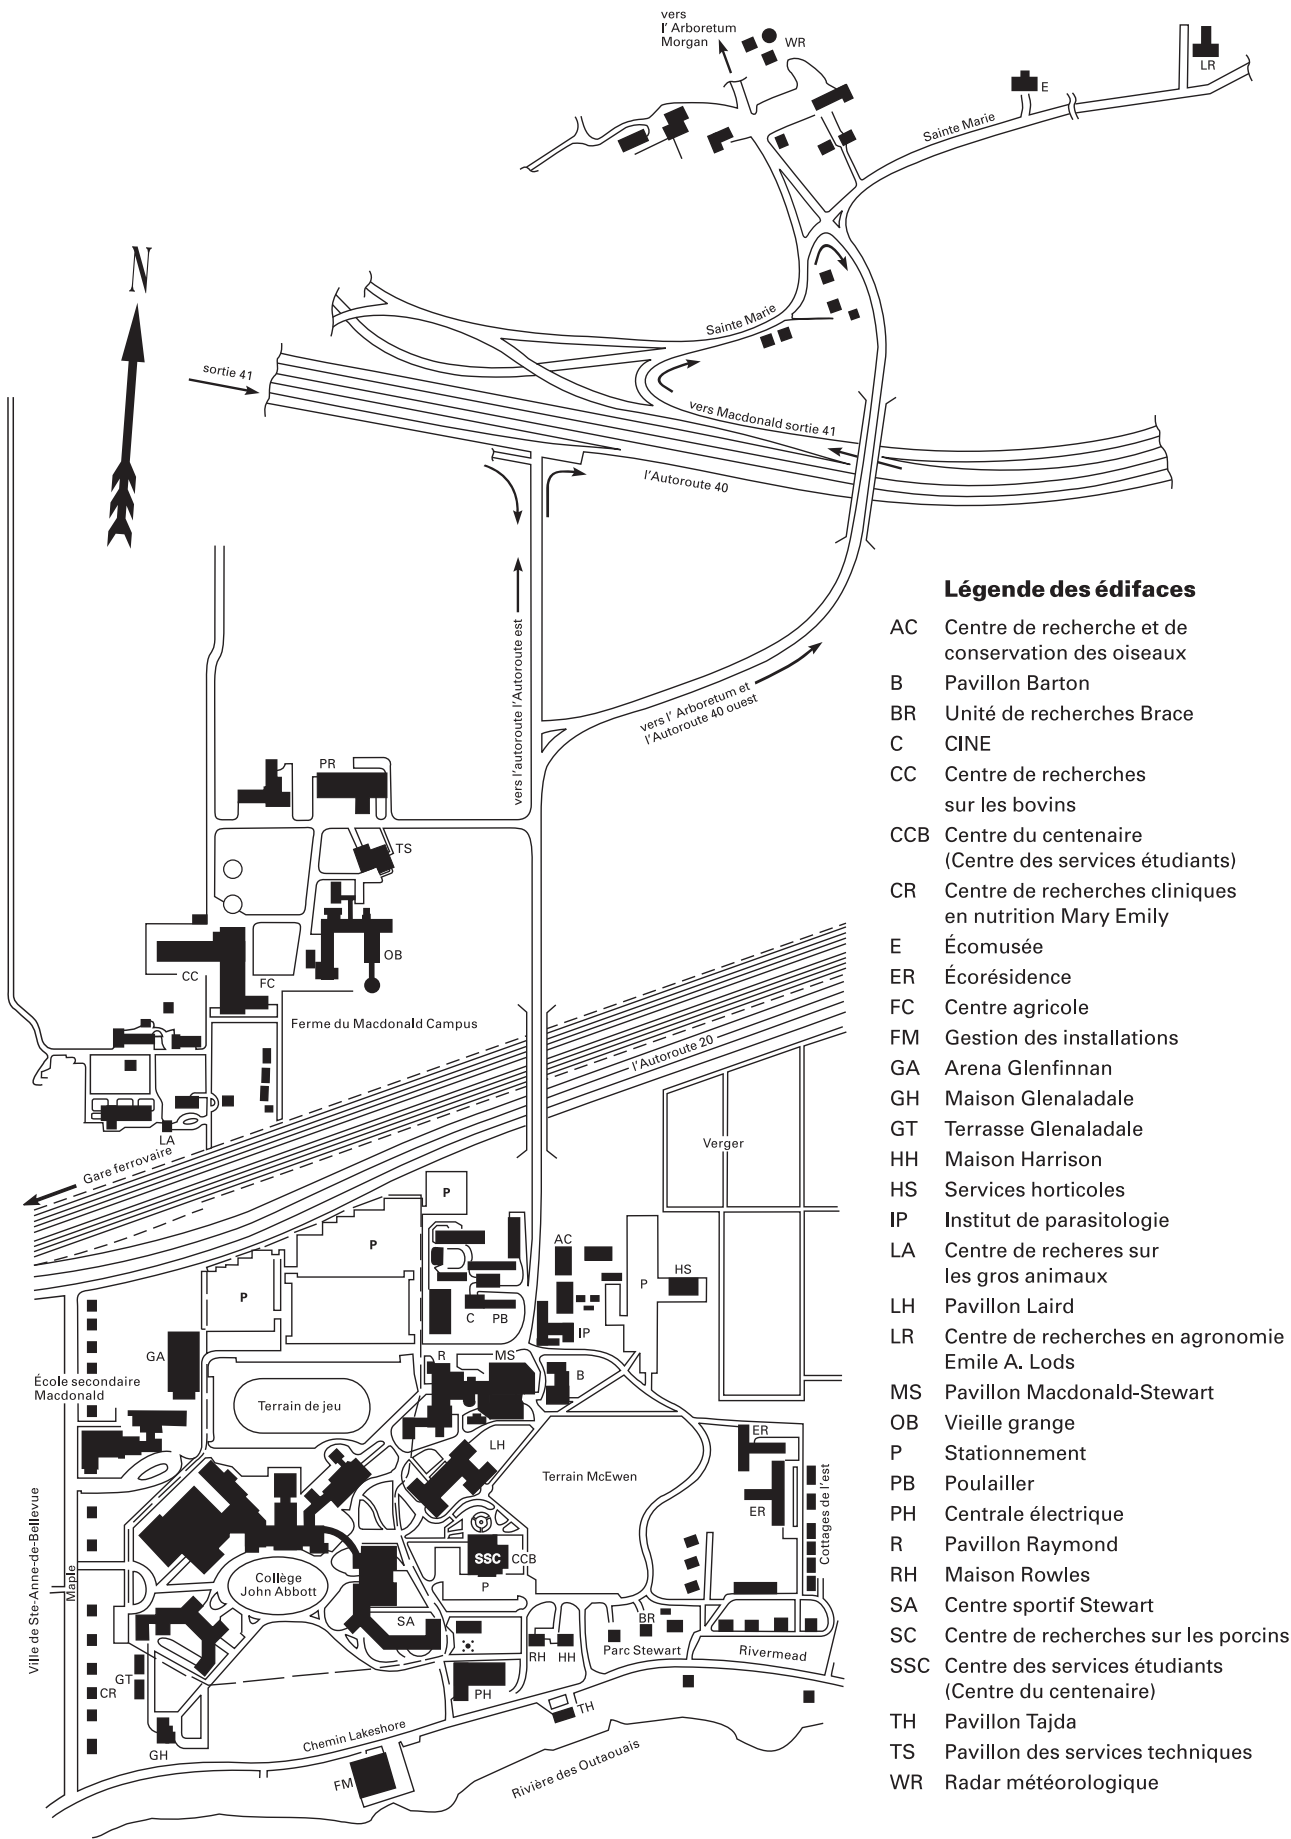 vers
l' Arboretum
Morgan
WR
LR
E
Sainte Marie
N
Sainte Marie
sortie 41
vers Macdonald sortie 41
l'Autoroute 40
vers l'autoroute l'Autoroute est
vers l' Arboretum et
l'Autoroute 40 ouest
PR
TS
OB
CC
FC
Ferme du Macdonald Campus
l'Autoroute 20
LA
Gare ferrovaire
Verger
P
P
P
AC
HS
P
C
PB
IP
GA
R
MS
B
École secondaire
Macdonald
Terrain de jeu
LH
Terrain McEwen
ER
ER
Cottages de l'est
Ville de Ste-Anne-de-Bellevue
Maple
SSC
CCB
P
Collège
John Abbott
SA
BR
RH
HH
Parc Stewart
Rivermead
GT
CR
PH
TH
GH
Chemin Lakeshore
FM
Rivière des Outaouais
Légende des édifaces
AC Centre de recherche et de
conservation des oiseaux
B Pavillon Barton
BR Unité de recherches Brace
C CINE
CC Centre de recherches
sur les bovins
CCB Centre du centenaire
(Centre des services étudiants)
CR Centre de recherches cliniques
en nutrition Mary Emily
E Écomusée
ER Écorésidence
FC Centre agricole
FM Gestion des installations
GA Arena Glenfinnan
GH Maison Glenaladale
GT Terrasse Glenaladale
HH Maison Harrison
HS Services horticoles
IP Institut de parasitologie
LA Centre de recheres sur
les gros animaux
LH Pavillon Laird
LR Centre de recherches en agronomie
Emile A. Lods
MS Pavillon Macdonald-Stewart
OB Vieille grange
P Stationnement
PB Poulailler
PH Centrale électrique
R Pavillon Raymond
RH Maison Rowles
SA Centre sportif Stewart
SC Centre de recherches sur les porcins
SSC Centre des services étudiants
(Centre du centenaire)
TH Pavillon Tajda
TS Pavillon des services techniques
WR Radar météorologique